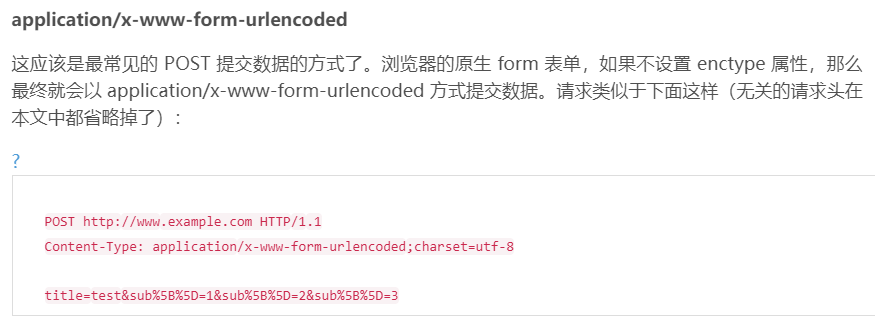 application/x-www-form-urlencoded
这应该是最常见的 POST 提交数据的方式了。浏览器的原生 form 表单，如果不设置 enctype 属性，那么
最终就会以 application/x-www-form-urlencoded 方式提交数据。请求类似于下面这样（无关的请求头在
本文中都省略掉了）：
?
POST http://www.example.com HTTP/1.1
Content-Type: application/x-www-form-urlencoded;charset=utf-8
title=test&sub%5B%5D=1&sub%5B%5D=2&sub%5B%5D=3